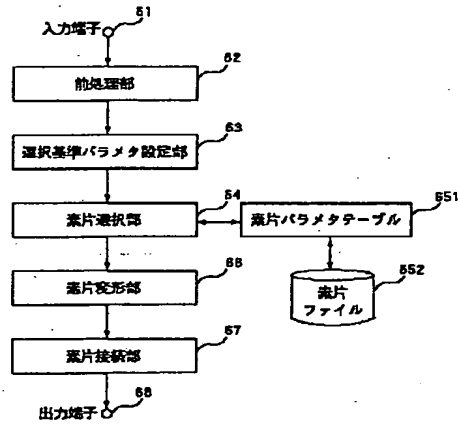 入力端子
61
62
前処理部
63
選択基準パラメタ設定部
64
素片選択部
651
素片パラメタテーブル
66
素片変形部
652
素片
ファイル
67
素片接続部
出力端子
68